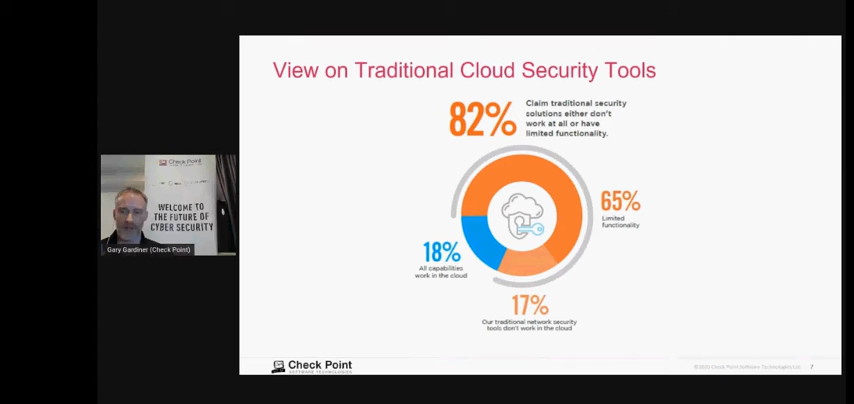 View on Traditional Cloud Security Tools
82%
Claim traditional security
solutions either don't
work at all or have
limited functionality.
65%
Limited
functionality
18%
All capabilities
work in the cloud
17%
Our traditional network security
tools don't work in the cloud
Check Point
WELCOME TO
THE FUTURE OF
CYBER SECURITY
Gary Gardiner (Check Point)
Check Point
SOFTWARE TECHNOLOGIES
Check Point Software Technologies Ltd.
7